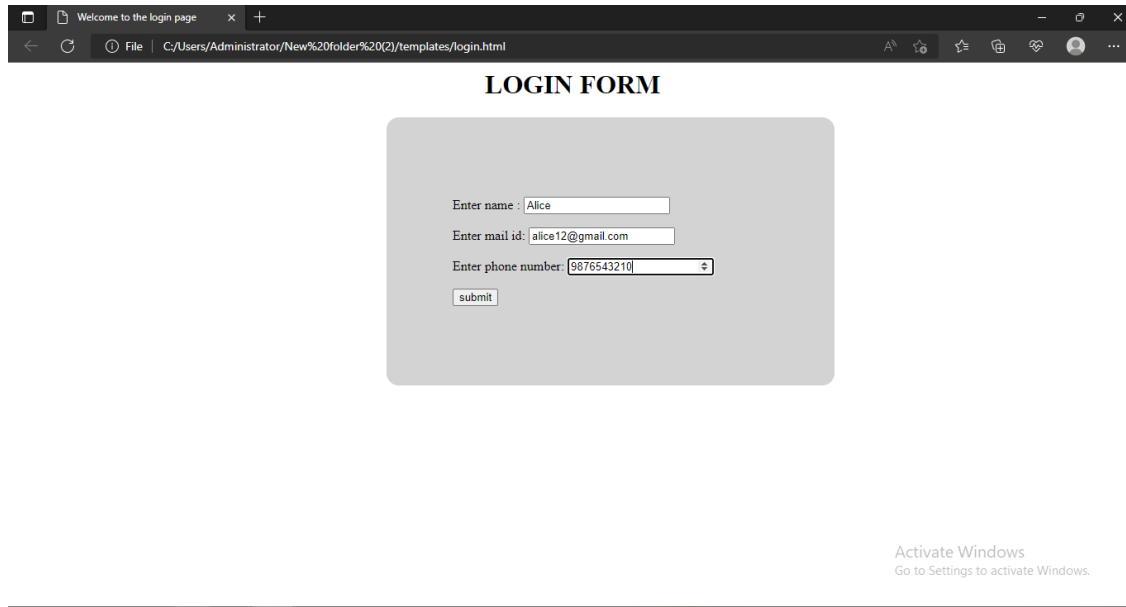 Welcome to the login page
File C:/Users/Administrator/New%20folder%20(2)/templates/login.html
LOGIN FORM
Enter name : Alice
Enter mail id: alice12@gmail.com
Enter phone number: 9876543210
submit
Activate Windows
Go to Settings to activate Windows.